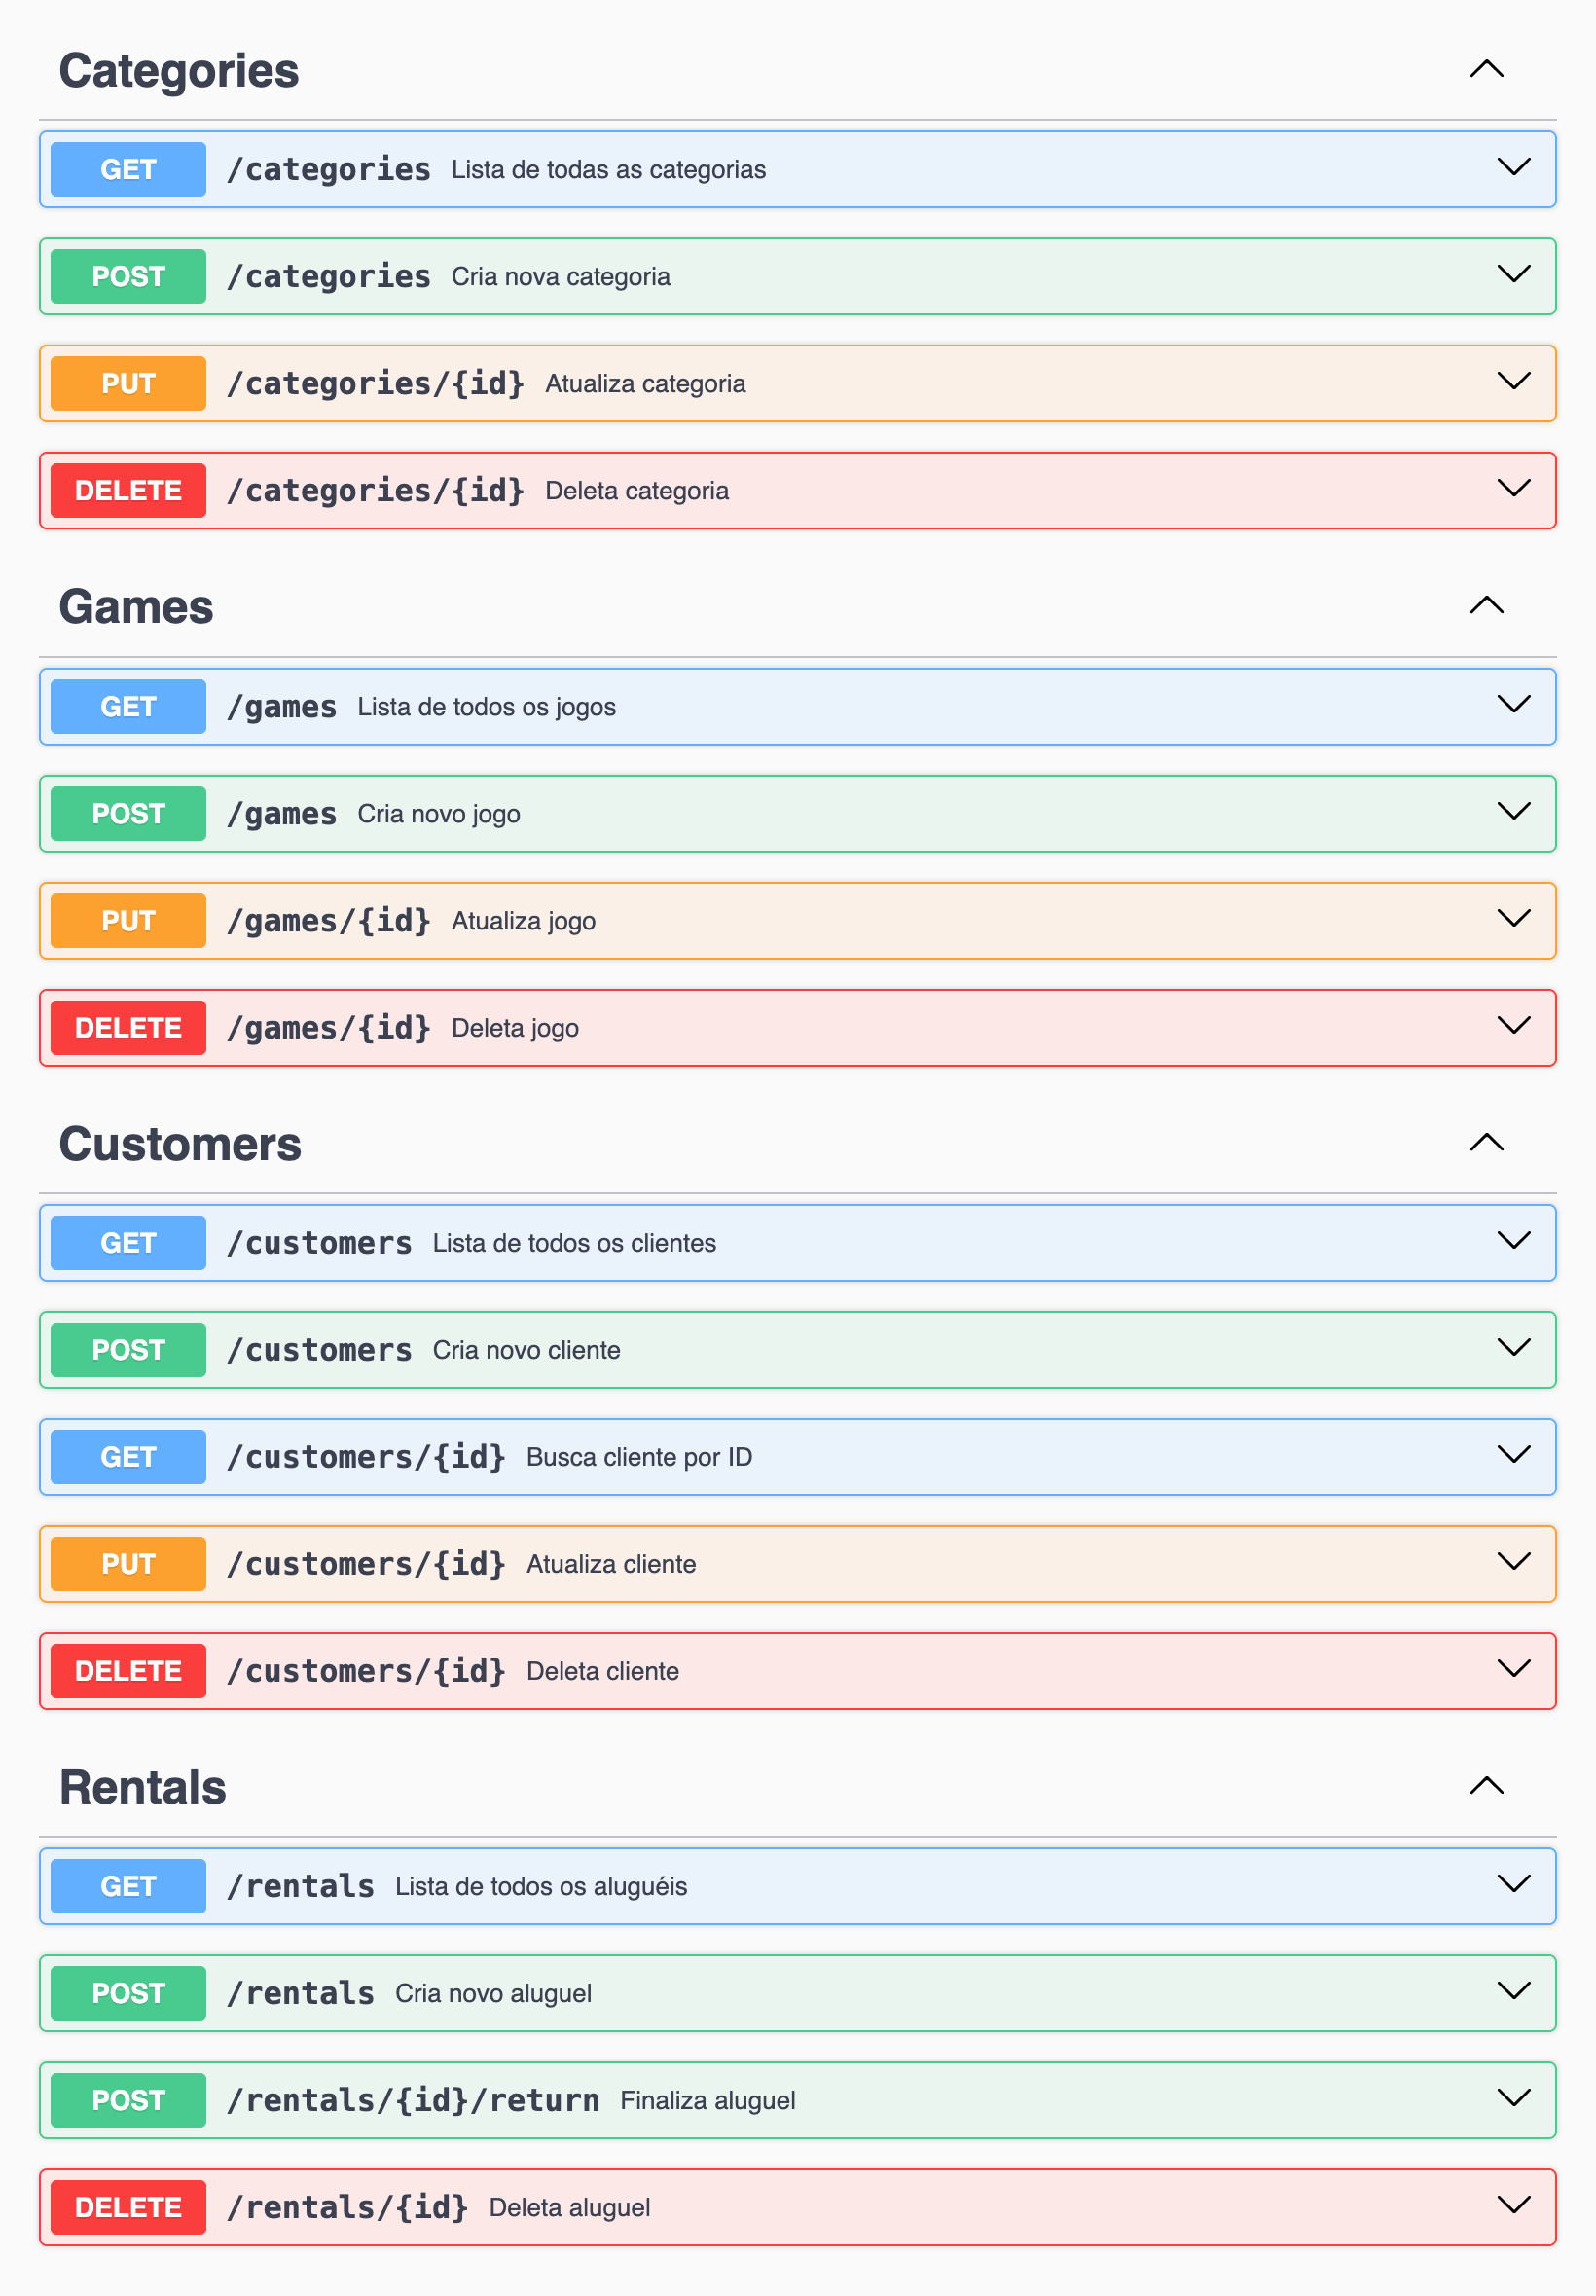 Categories
GET /categories Lista de todas as categorias
POST /categories Cria nova categoria
PUT /categories/{id} Atualiza categoria
DELETE /categories/{id} Deleta categoria
Games
GET /games Lista de todos os jogos
POST /games Cria novo jogo
PUT /games/{id} Atualiza jogo
DELETE /games/{id} Deleta jogo
Customers
GET /customers Lista de todos os clientes
POST /customers Cria novo cliente
GET /customers/{id} Busca cliente por ID
PUT /customers/{id} Atualiza cliente
DELETE /customers/{id} Deleta cliente
Rentals
GET /rentals Lista de todos os aluguéis
POST /rentals Cria novo aluguel
POST /rentals/{id}/return Finaliza aluguel
DELETE /rentals/{id} Deleta aluguel